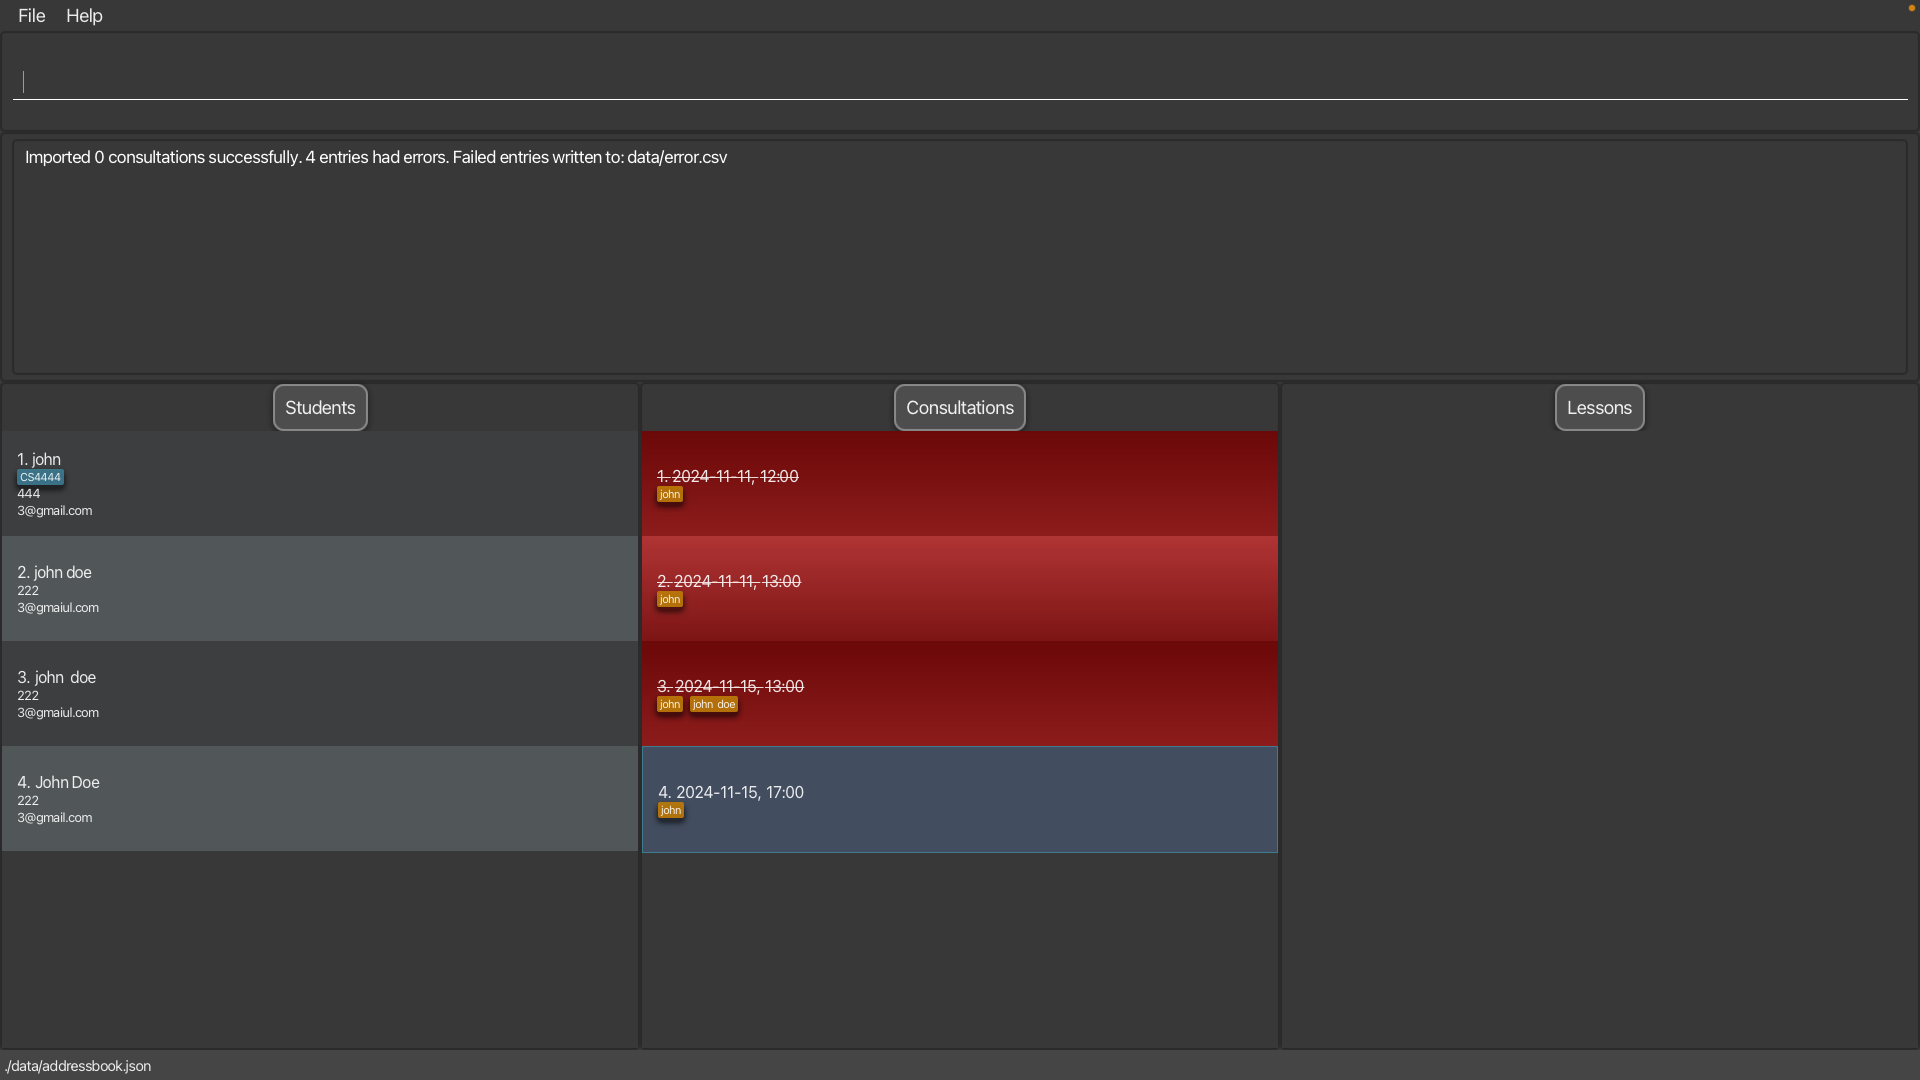 File Help
Imported 0 consultations successfully. 4 entries had errors. Failed entries written to: data/error.csv
Students
Consultations
Lessons
1. john
CS4444
444
3@gmail.com
2. john doe
222
3@gmaiul.com
3. john  doe
222
3@gmaiul.com
4. John Doe
222
3@gmail.com
1. 2024-11-11, 12:00
john
2. 2024-11-11, 13:00
john
3. 2024-11-15, 13:00
john john  doe
4. 2024-11-15, 17:00
john
./data/addressbook.json